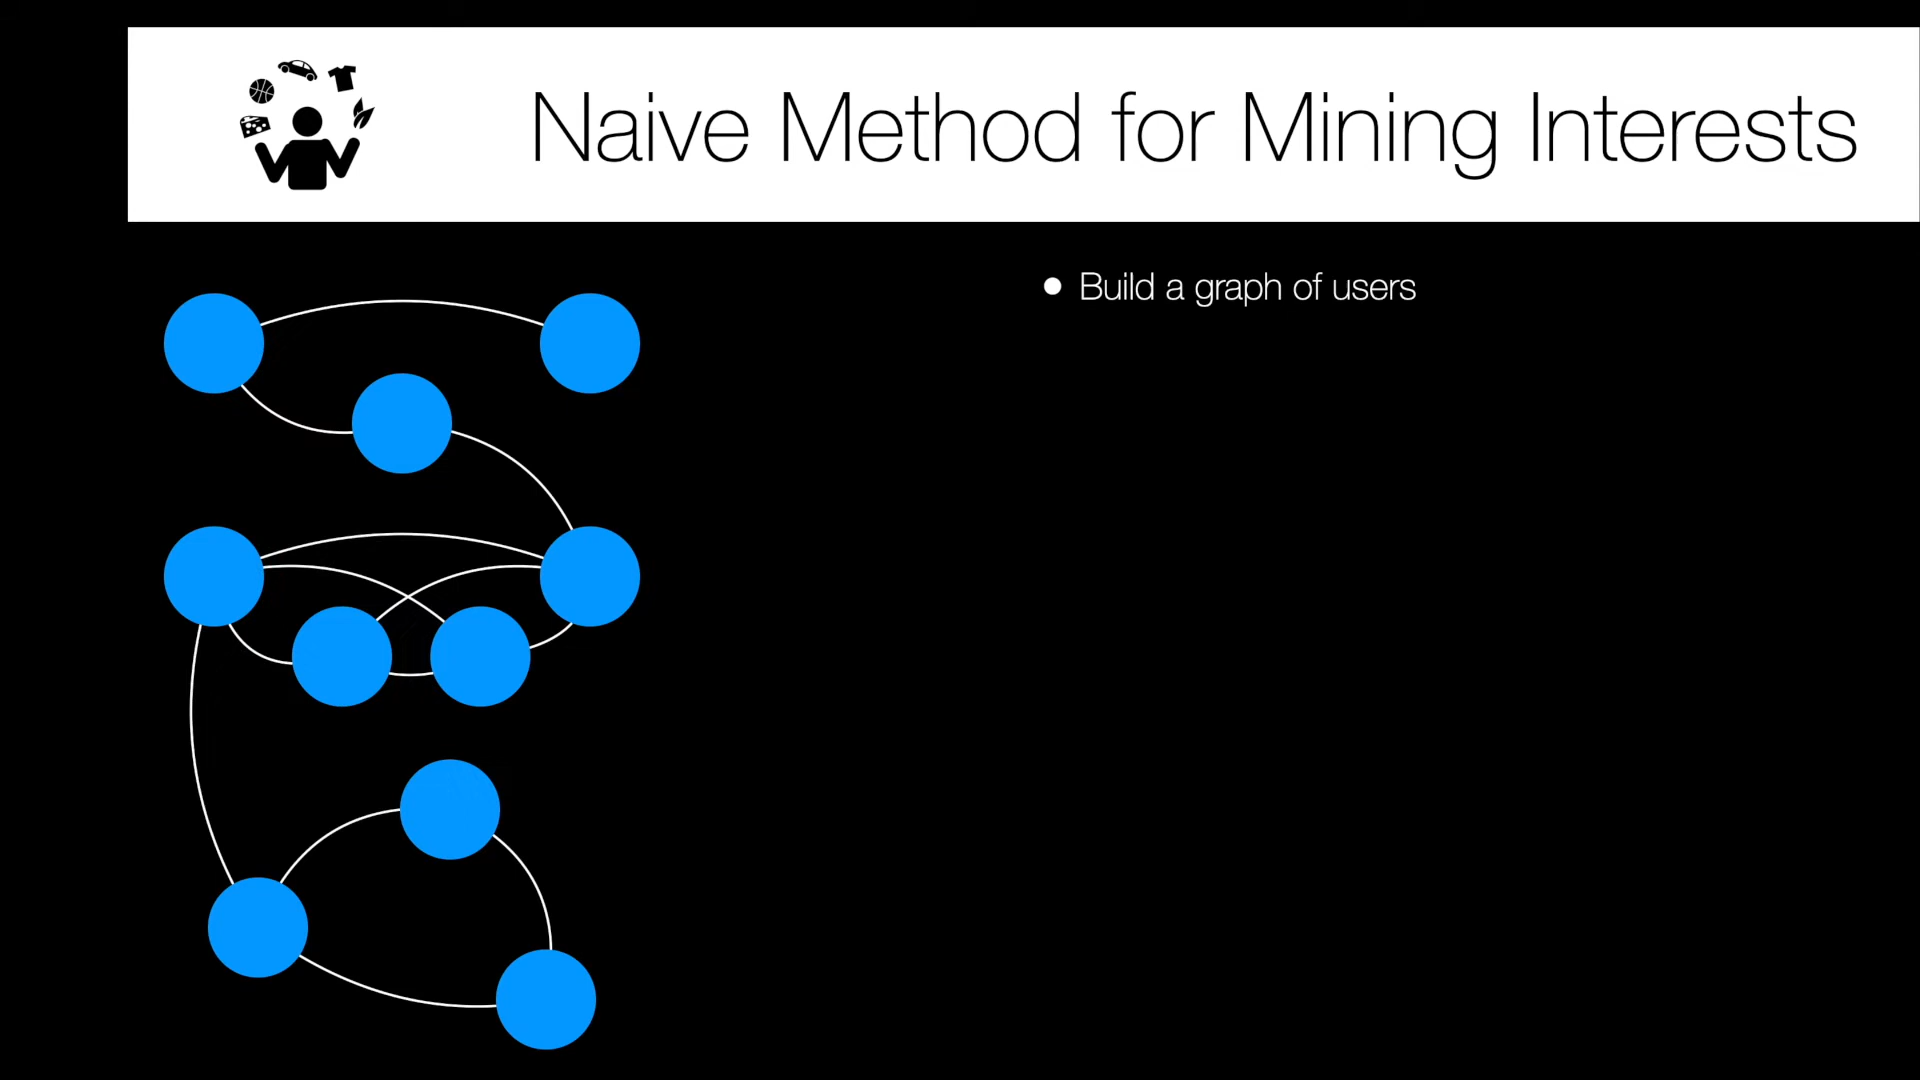 Naive Method for Mining Interests
● Build a graph of users